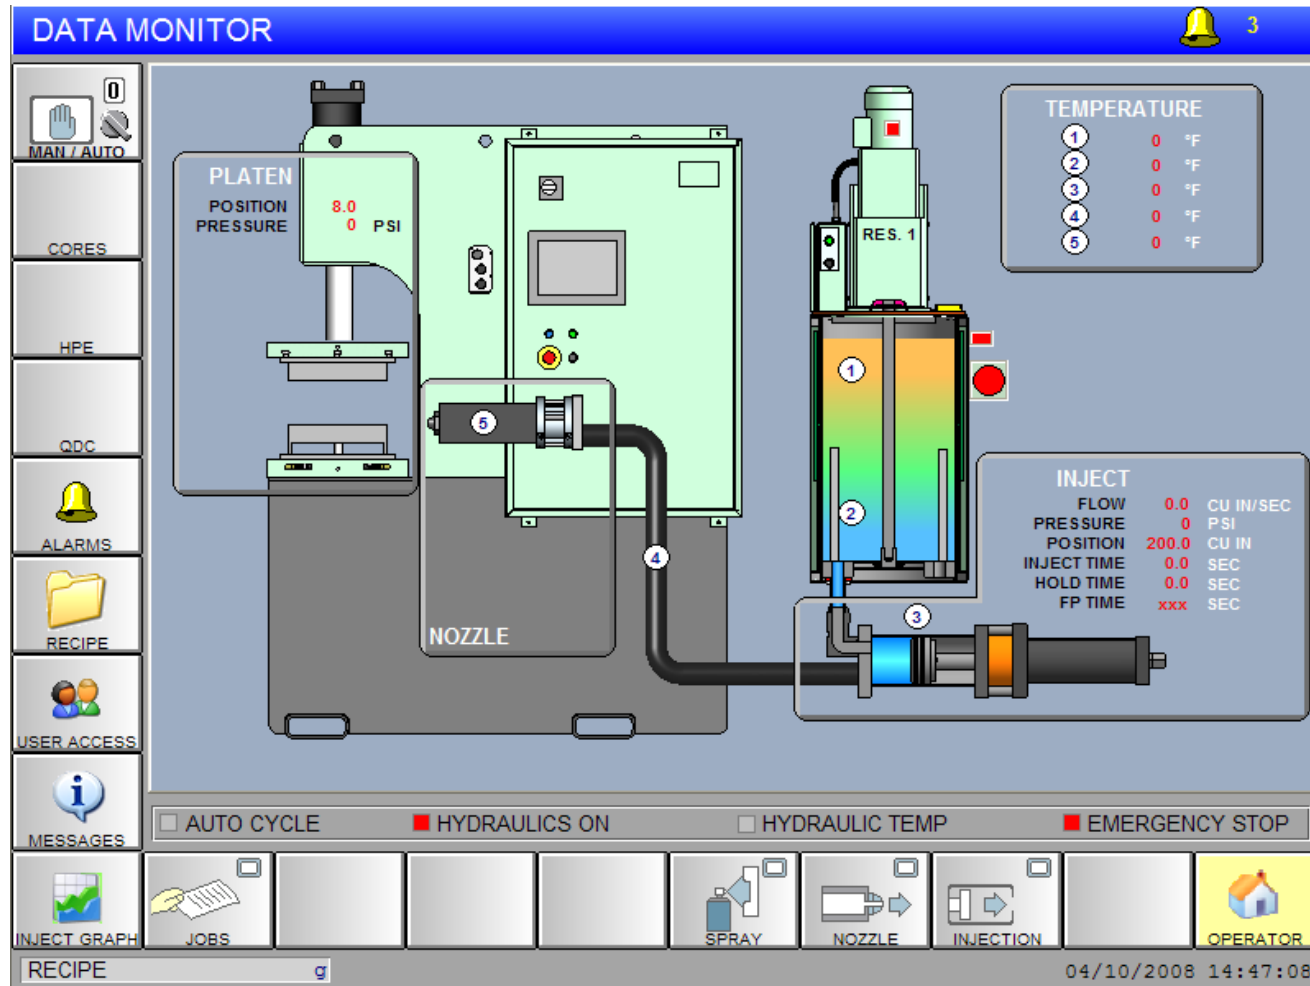 DATA MONITOR
3
0
MAN / AUTO
CORES
HPE
QDC
ALARMS
RECIPE
USER ACCESS
MESSAGES
INJECT GRAPH
PLATEN
POSITION 8.0
PRESSURE 0 PSI
RES. 1
TEMPERATURE
1 0 °F
2 0 °F
3 0 °F
4 0 °F
5 0 °F
1
2
5
4
3
NOZZLE
INJECT
FLOW 0.0 CU IN/SEC
PRESSURE 0 PSI
POSITION 200.0 CU IN
INJECT TIME 0.0 SEC
HOLD TIME 0.0 SEC
FP TIME xxx SEC
AUTO CYCLE HYDRAULICS ON HYDRAULIC TEMP EMERGENCY STOP
JOBS SPRAY NOZZLE INJECTION OPERATOR
RECIPE g 04/10/2008 14:47:08